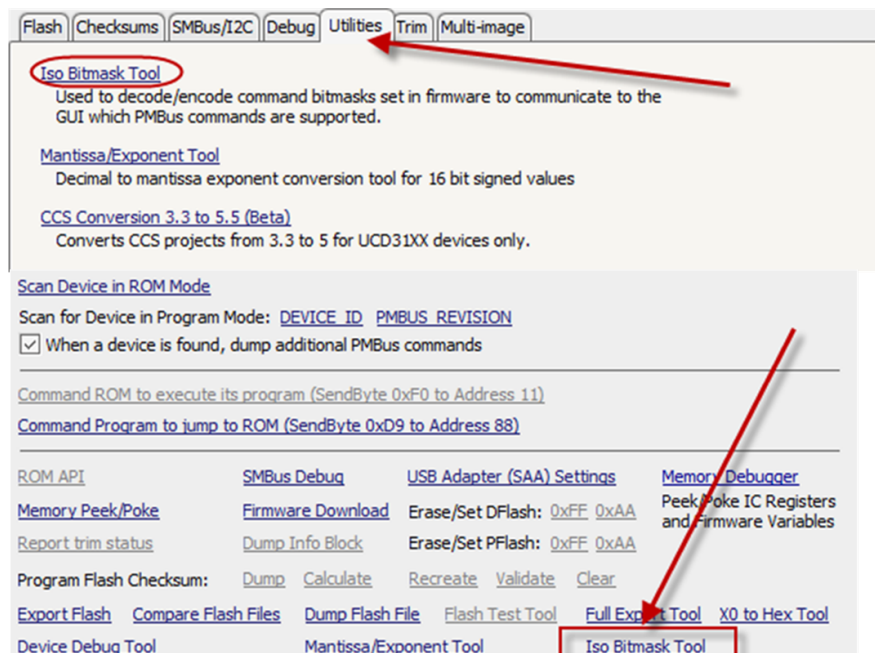 Flash Checksums SMBus/I2C Debug Utilities Trim Multi-image
Iso Bitmask Tool
Used to decode/encode command bitmasks set in firmware to communicate to the
GUI which PMBus commands are supported.
Mantissa/Exponent Tool
Decimal to mantissa exponent conversion tool for 16 bit signed values
CCS Conversion 3.3 to 5.5 (Beta)
Converts CCS projects from 3.3 to 5 for UCD31XX devices only.
Scan Device in ROM Mode
Scan for Device in Program Mode: DEVICE_ID PMBUS_REVISION
When a device is found, dump additional PMBus commands
Command ROM to execute its program (SendByte 0xF0 to Address 11)
Command Program to jump to ROM (SendByte 0xD9 to Address 88)
ROM API SMBus Debug USB Adapter (SAA) Settings Memory Debugger
Peek/Poke IC Registers
and Firmware Variables
Memory Peek/Poke Firmware Download Erase/Set DFlash: 0xFF 0xAA
Report trim status Dump Info Block Erase/Set PFlash: 0xFF 0xAA
Program Flash Checksum: Dump Calculate Recreate Validate Clear
Export Flash Compare Flash Files Dump Flash File Flash Test Tool Full Export Tool X0 to Hex Tool
Device Debug Tool Mantissa/Exponent Tool Iso Bitmask Tool